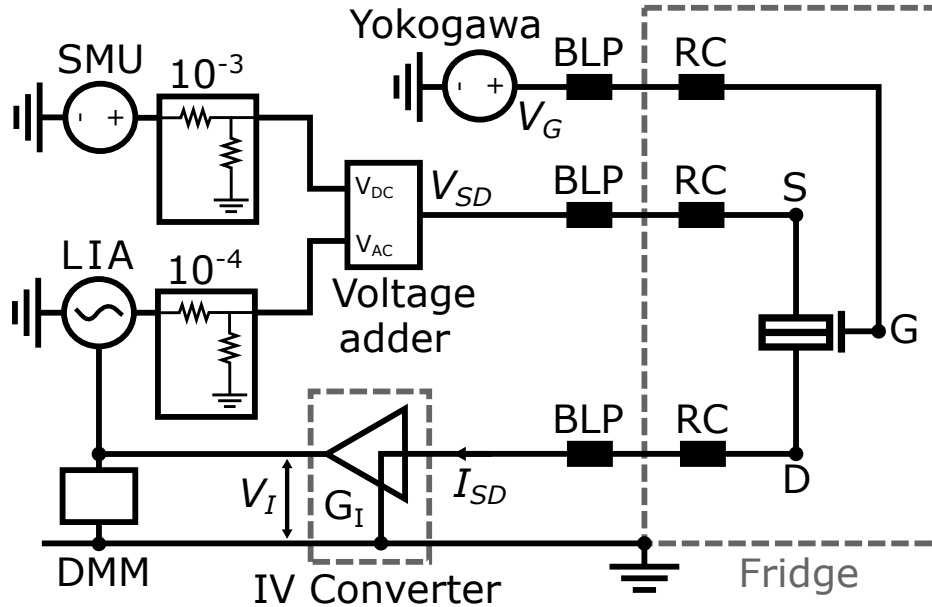 Yokogawa
BLP
RC
SMU
10⁻³
- +
- +
V_G
BLP
RC
S
V_DC
V_SD
V_AC
LIA
10⁻⁴
Voltage
adder
G
BLP
RC
V_I
G_I
I_SD
D
DMM
IV Converter
Fridge